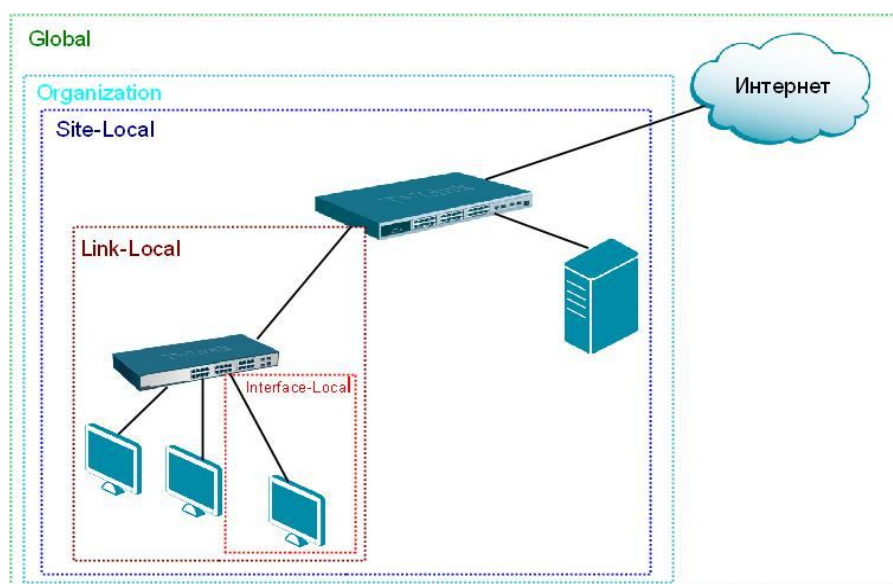 Global
Интернет
Organization
Site-Local
Link-Local
Interface-Local